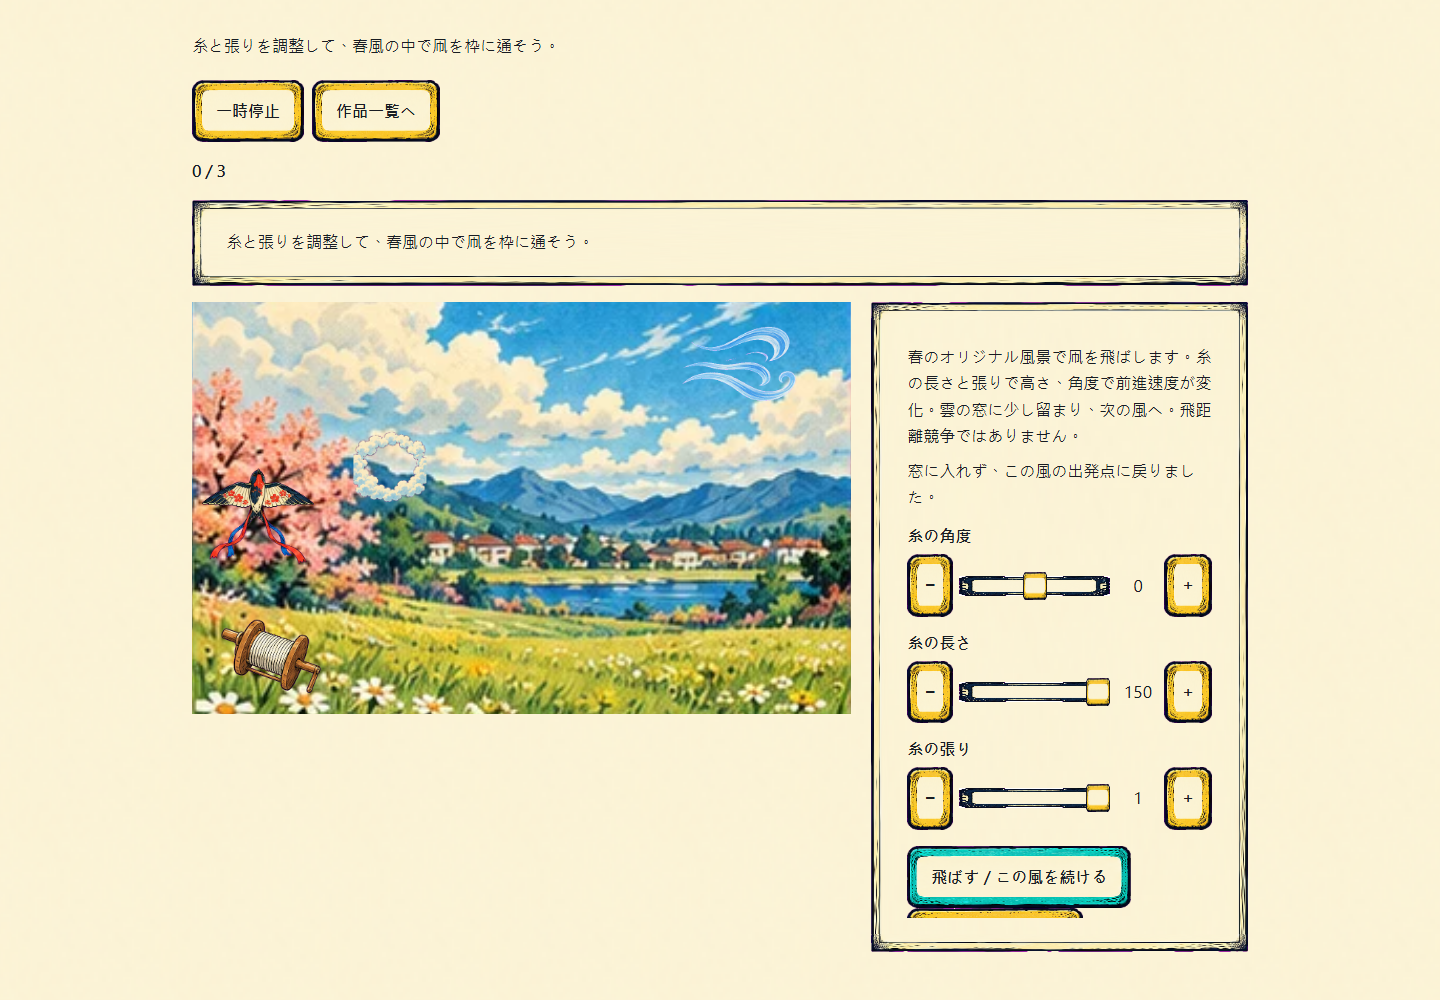 糸と張りを調整して、春風の中で凧を枠に通そう。
一時停止
作品一覧へ
0 / 3
糸と張りを調整して、春風の中で凧を枠に通そう。
春のオリジナル風景で凧を飛ばします。糸
の長さと張りで高さ、角度で前進速度が変
化。雲の窓に少し留まり、次の風へ。飛距
離競争ではありません。
窓に入れず、この風の出発点に戻りまし
た。
糸の角度
− 0 +
糸の長さ
− 150 +
糸の張り
− 1 +
飛ばす / この風を続ける